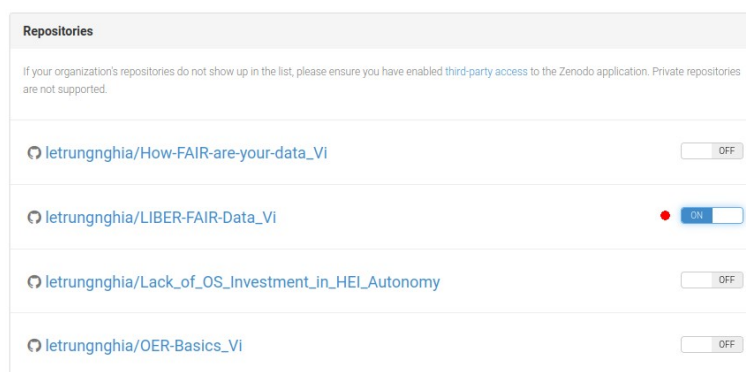 Repositories
If your organization's repositories do not show up in the list, please ensure you have enabled third-party access to the Zenodo application. Private repositories
are not supported.
letrungnghia/How-FAIR-are-your-data_Vi OFF
letrungnghia/LIBER-FAIR-Data_Vi ON
letrungnghia/Lack_of_OS_Investment_in_HEI_Autonomy OFF
letrungnghia/OER-Basics_Vi OFF